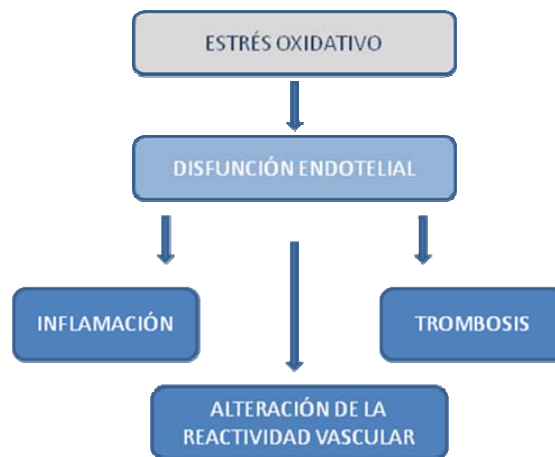 ESTRÉS OXIDATIVO
DISFUNCIÓN ENDOTELIAL
INFLAMACIÓN
TROMBOSIS
ALTERACIÓN DE LA
REACTIVIDAD VASCULAR